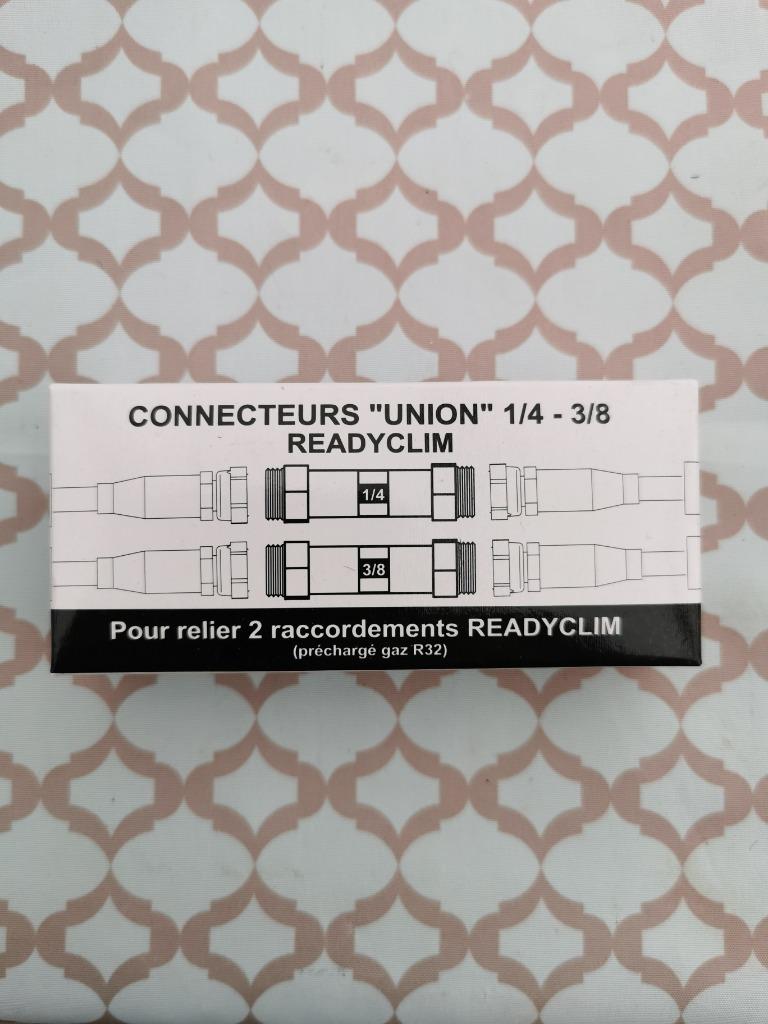 CONNECTEURS "UNION" 1/4 - 3/8
READYCLIM
1/4
3/8
Pour relier 2 raccordements READYCLIM
(préchargé gaz R32)